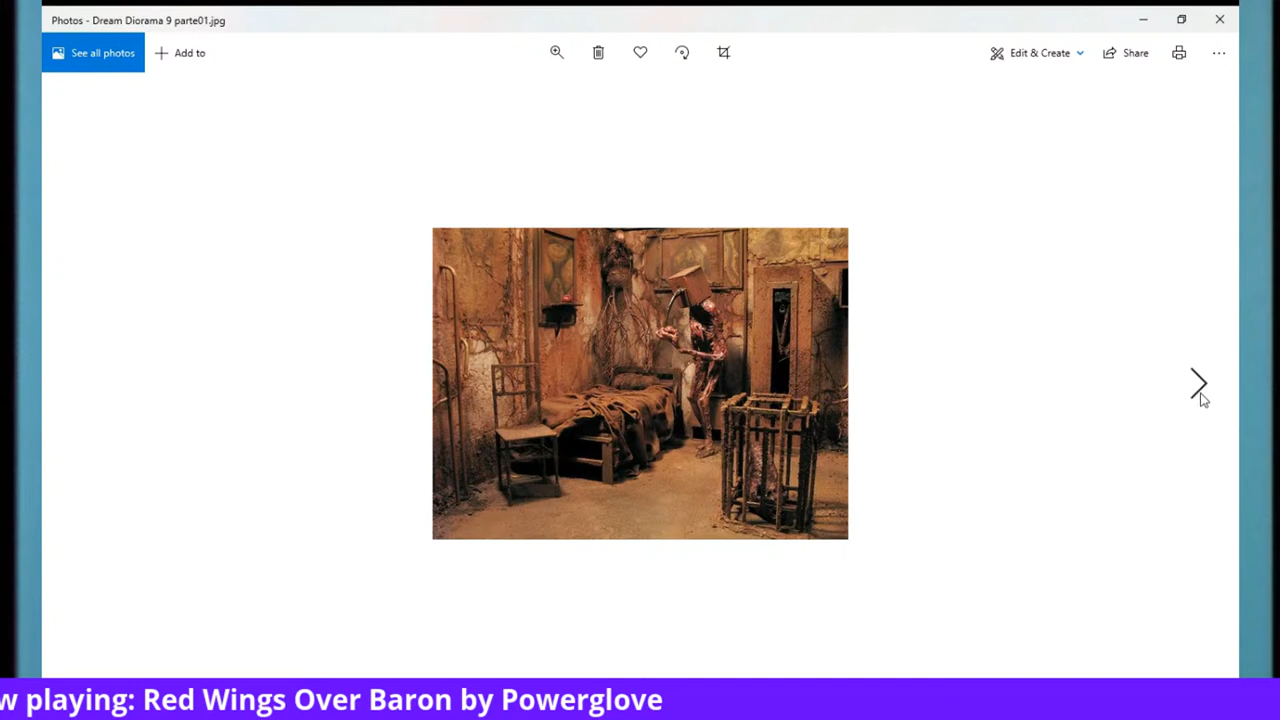 Photos - Dream Diorama 9 parte01.jpg
See all photos
Add to
Edit & Create
Share
w playing: Red Wings Over Baron by Powerglove